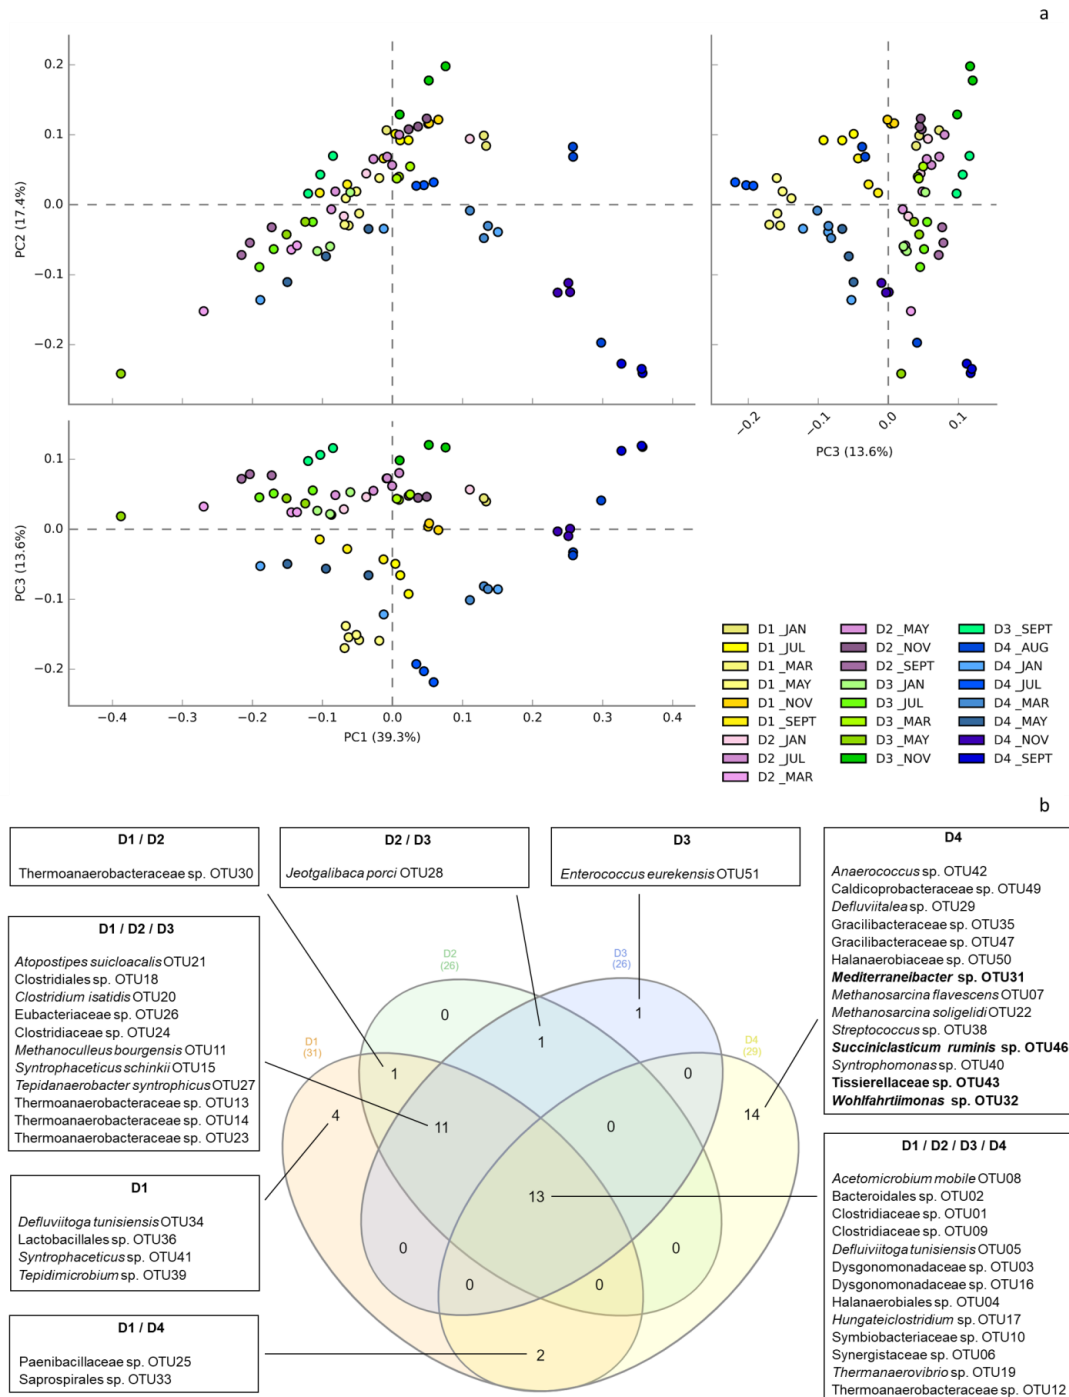 a
0.2
0.1
0.0
−0.1
−0.2
PC2 (17.4%)
−0.2
−0.1
0.0
0.1
PC3 (13.6%)
0.1
0.0
−0.1
−0.2
PC3 (13.6%)
−0.4
−0.3
−0.2
−0.1
0.0
0.1
0.2
0.3
0.4
PC1 (39.3%)
D1 _JAN
D1 _JUL
D1 _MAR
D1 _MAY
D1 _NOV
D1 _SEPT
D2 _JAN
D2 _JUL
D2 _MAR
D2 _MAY
D2 _NOV
D2 _SEPT
D3 _JAN
D3 _JUL
D3 _MAR
D3 _MAY
D3 _NOV
D3 _SEPT
D4 _AUG
D4 _JAN
D4 _JUL
D4 _MAR
D4 _MAY
D4 _NOV
D4 _SEPT
b
D1 / D2
Thermoanaerobacteraceae sp. OTU30
D2 / D3
Jeotgalibaca porci OTU28
D3
Enterococcus eurekensis OTU51
D4
Anaerococcus sp. OTU42
Caldicoprobacteraceae sp. OTU49
Defluviitalea sp. OTU29
Gracilibacteraceae sp. OTU35
Gracilibacteraceae sp. OTU47
Halanaerobiaceae sp. OTU50
Mediterraneibacter sp. OTU31
Methanosarcina flavescens OTU07
Methanosarcina soligelidi OTU22
Streptococcus sp. OTU38
Succiniclasticum ruminis sp. OTU46
Syntrophomonas sp. OTU40
Tissierellaceae sp. OTU43
Wohlfahrtiimonas sp. OTU32
D1 / D2 / D3
Atopostipes suicloacalis OTU21
Clostridiales sp. OTU18
Clostridium isatidis OTU20
Eubacteriaceae sp. OTU26
Clostridiaceae sp. OTU24
Methanoculleus bourgensis OTU11
Syntrophaceticus schinkii OTU15
Tepidanaerobacter syntrophicus OTU27
Thermoanaerobacteraceae sp. OTU13
Thermoanaerobacteraceae sp. OTU14
Thermoanaerobacteraceae sp. OTU23
D1
Defluviitoga tunisiensis OTU34
Lactobacillales sp. OTU36
Syntrophaceticus sp. OTU41
Tepidimicrobium sp. OTU39
D1 / D4
Paenibacillaceae sp. OTU25
Saprospirales sp. OTU33
D1 / D2 / D3 / D4
Acetomicrobium mobile OTU08
Bacteroidales sp. OTU02
Clostridiaceae sp. OTU01
Clostridiaceae sp. OTU09
Defluiviitoga tunisiensis OTU05
Dysgonomonadaceae sp. OTU03
Dysgonomonadaceae sp. OTU16
Halanaerobiales sp. OTU04
Hungateiclostridium sp. OTU17
Symbiobacteriaceae sp. OTU10
Synergistaceae sp. OTU06
Thermanaerovibrio sp. OTU19
Thermoanaerobacteraceae sp. OTU12
D2
(26)
D3
(26)
D1
(31)
D4
(29)
0
1
1
1
0
4
11
0
14
13
0
0
0
0
2